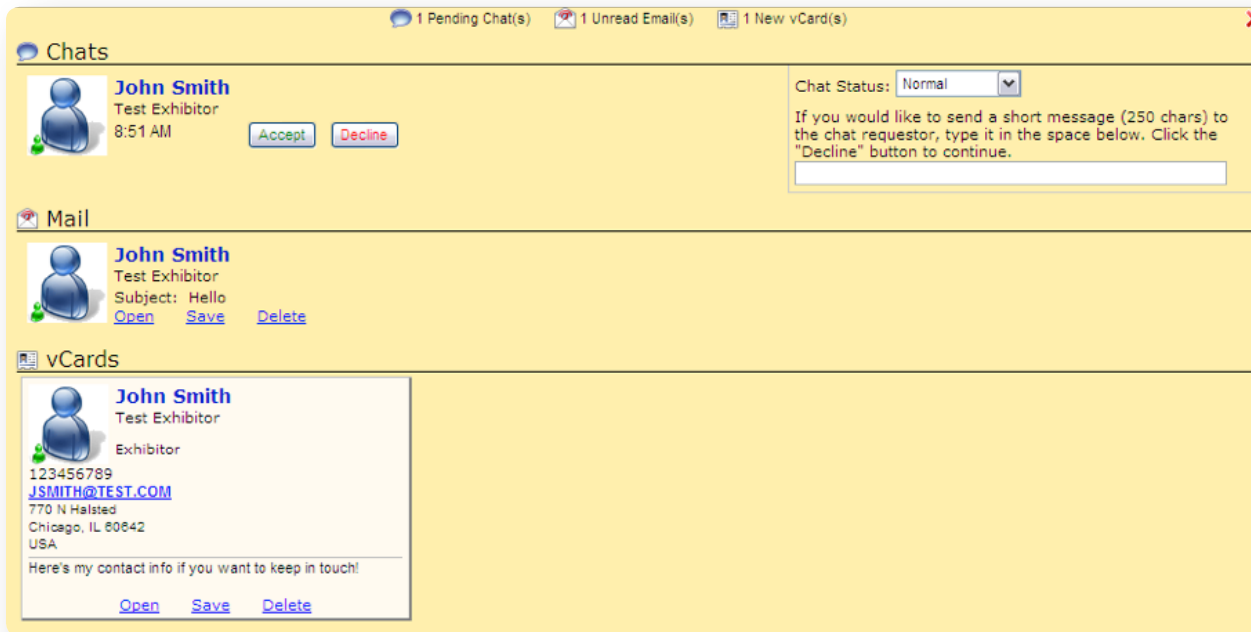 1 Pending Chat(s) 1 Unread Email(s) 1 New vCard(s)
Chats
John Smith
Test Exhibitor
8:51 AM
Accept Decline
Chat Status: Normal
If you would like to send a short message (250 chars) to
the chat requestor, type it in the space below. Click the
"Decline" button to continue.
Mail
John Smith
Test Exhibitor
Subject: Hello
Open Save Delete
vCards
John Smith
Test Exhibitor
Exhibitor
123456789
JSMITH@TEST.COM
770 N Halsted
Chicago, IL 60642
USA
Here's my contact info if you want to keep in touch!
Open Save Delete